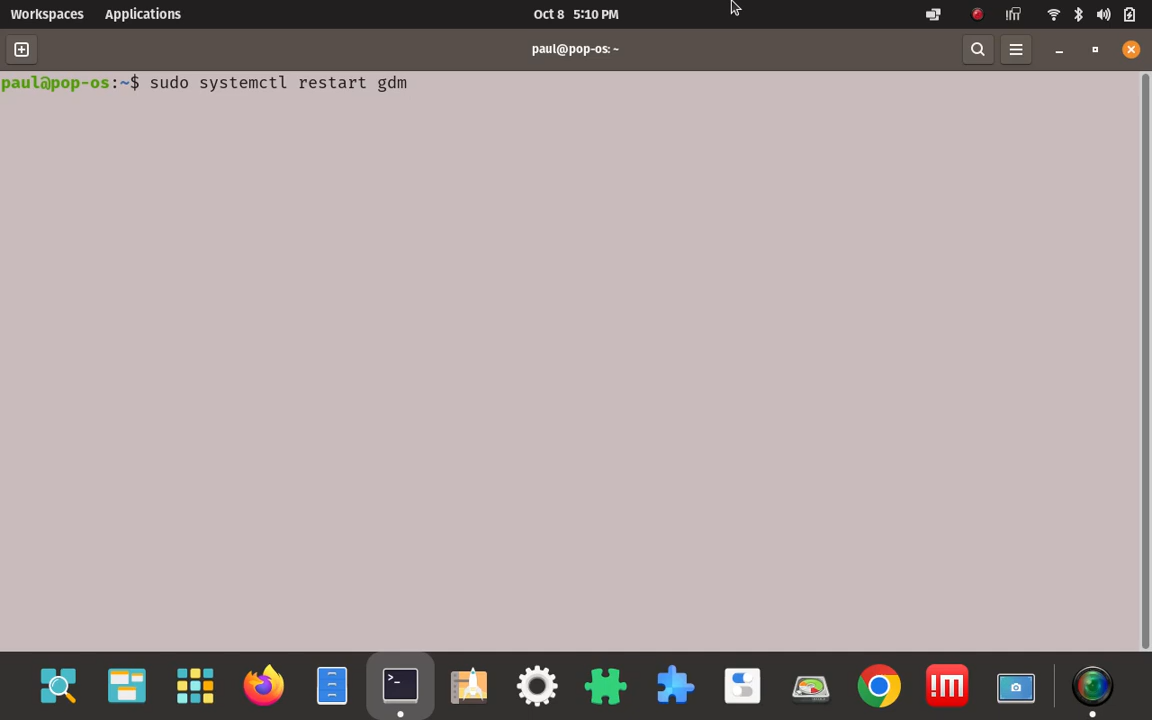 Workspaces Applications Oct 8 5:10 PM
paul@pop-os: ~
paul@pop-os:~$ sudo systemctl restart gdm
>_
!M